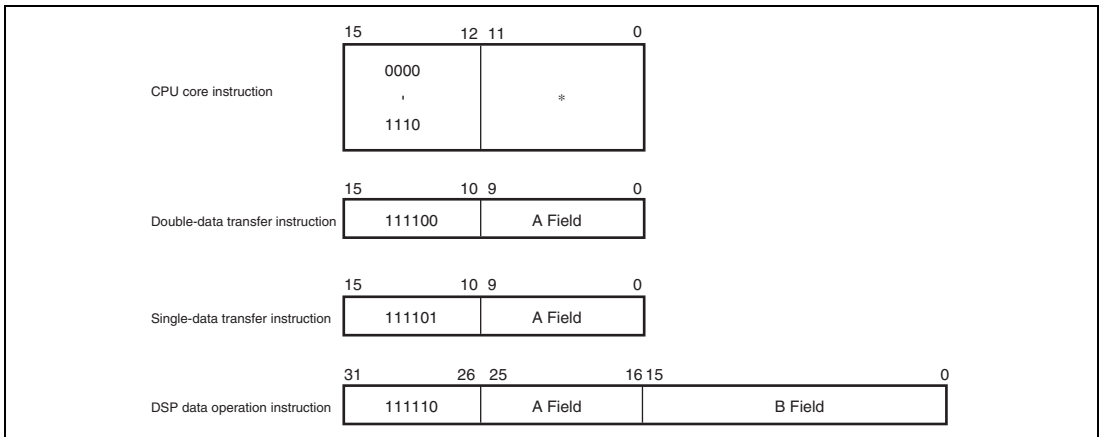 15 12 11 0
0000
CPU core instruction ' *
1110
15 10 9 0
Double-data transfer instruction 111100 A Field
15 10 9 0
Single-data transfer instruction 111101 A Field
31 26 25 16 15 0
DSP data operation instruction 111110 A Field B Field